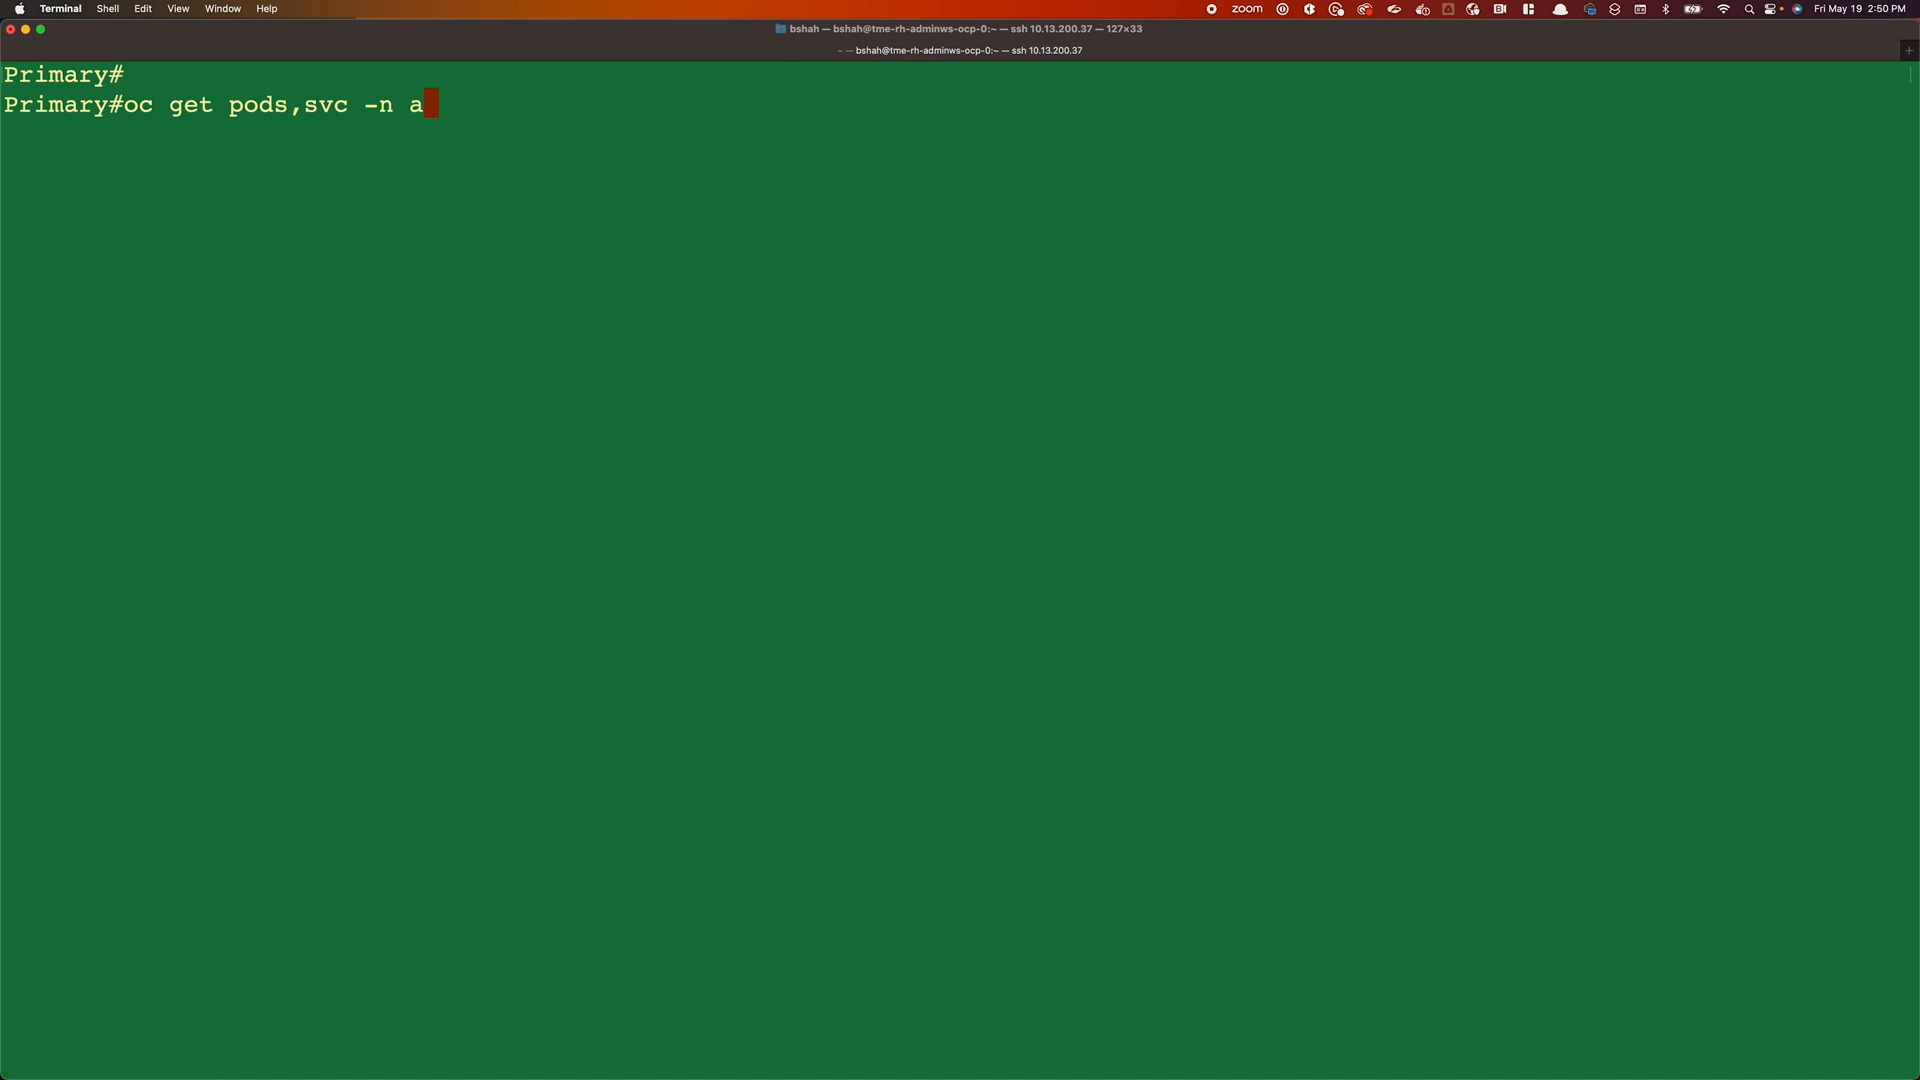 Terminal Shell Edit View Window Help zoom Fri May 19 2:50 PM
bshah — bshah@tme-rh-adminws-ocp-0:~ — ssh 10.13.200.37 — 127×33
~ — bshah@tme-rh-adminws-ocp-0:~ — ssh 10.13.200.37
Primary#
Primary#oc get pods,svc -n a